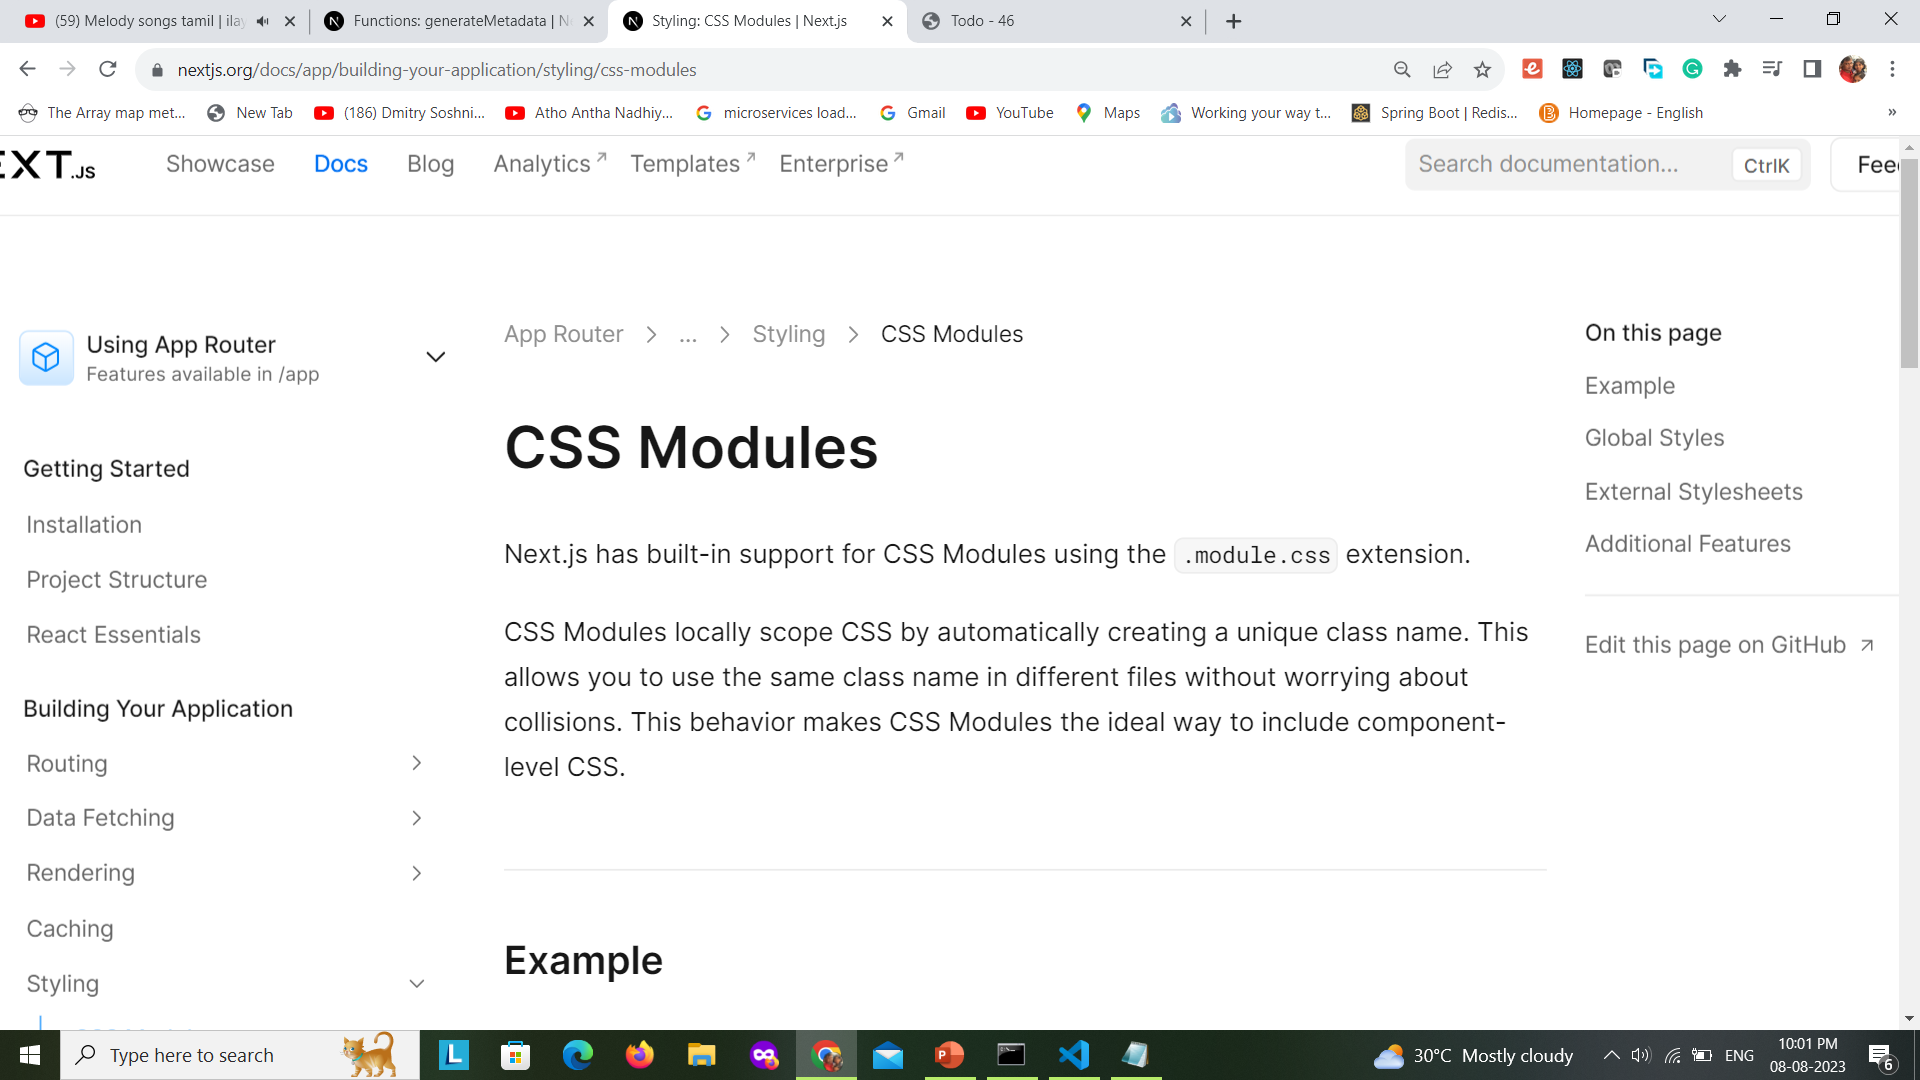 (59) Melody songs tamil | ilay
Functions: generateMetadata | Ne
Styling: CSS Modules | Next.js
Todo - 46
nextjs.org/docs/app/building-your-application/styling/css-modules
The Array map met...
New Tab
(186) Dmitry Soshni...
Atho Antha Nadhiy...
microservices load...
Gmail
YouTube
Maps
Working your way t...
Spring Boot | Redis...
Homepage - English
»
EXT.JS
Showcase
Docs
Blog
Analytics
Templates
Enterprise
Search documentation...
CtrlK
Fee
Using App Router
Features available in /app
Getting Started
Installation
Project Structure
React Essentials
Building Your Application
Routing
Data Fetching
Rendering
Caching
Styling
App Router > ... > Styling > CSS Modules
CSS Modules
Next.js has built-in support for CSS Modules using the .module.css extension.
CSS Modules locally scope CSS by automatically creating a unique class name. This
allows you to use the same class name in different files without worrying about
collisions. This behavior makes CSS Modules the ideal way to include component-
level CSS.
Example
On this page
Example
Global Styles
External Stylesheets
Additional Features
Edit this page on GitHub
Type here to search
30°C Mostly cloudy
ENG
10:01 PM
08-08-2023
6